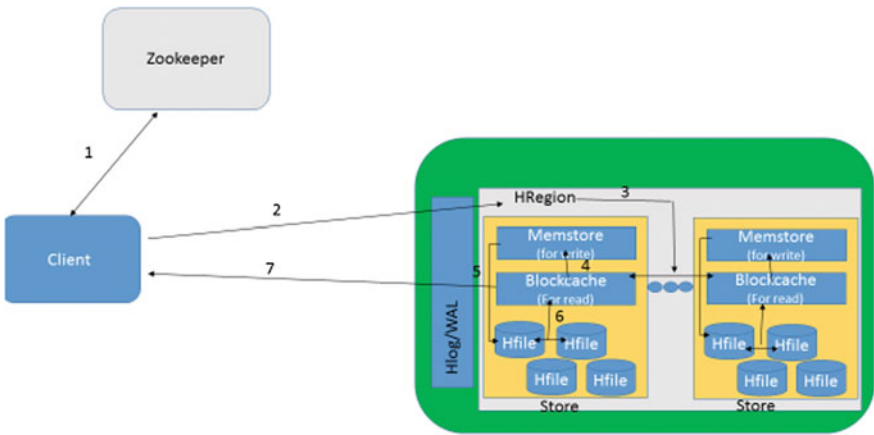 Zookeeper
1
2
HRegion
3
Client
7
Hlog/WAL
Memstore
(for write)
4
5
Blockcache
(For read)
6
Hfile
Hfile
Hfile
Hfile
Store
Memstore
(for write)
Blockcache
(For read)
Hfile
Hfile
Hfile
Hfile
Store